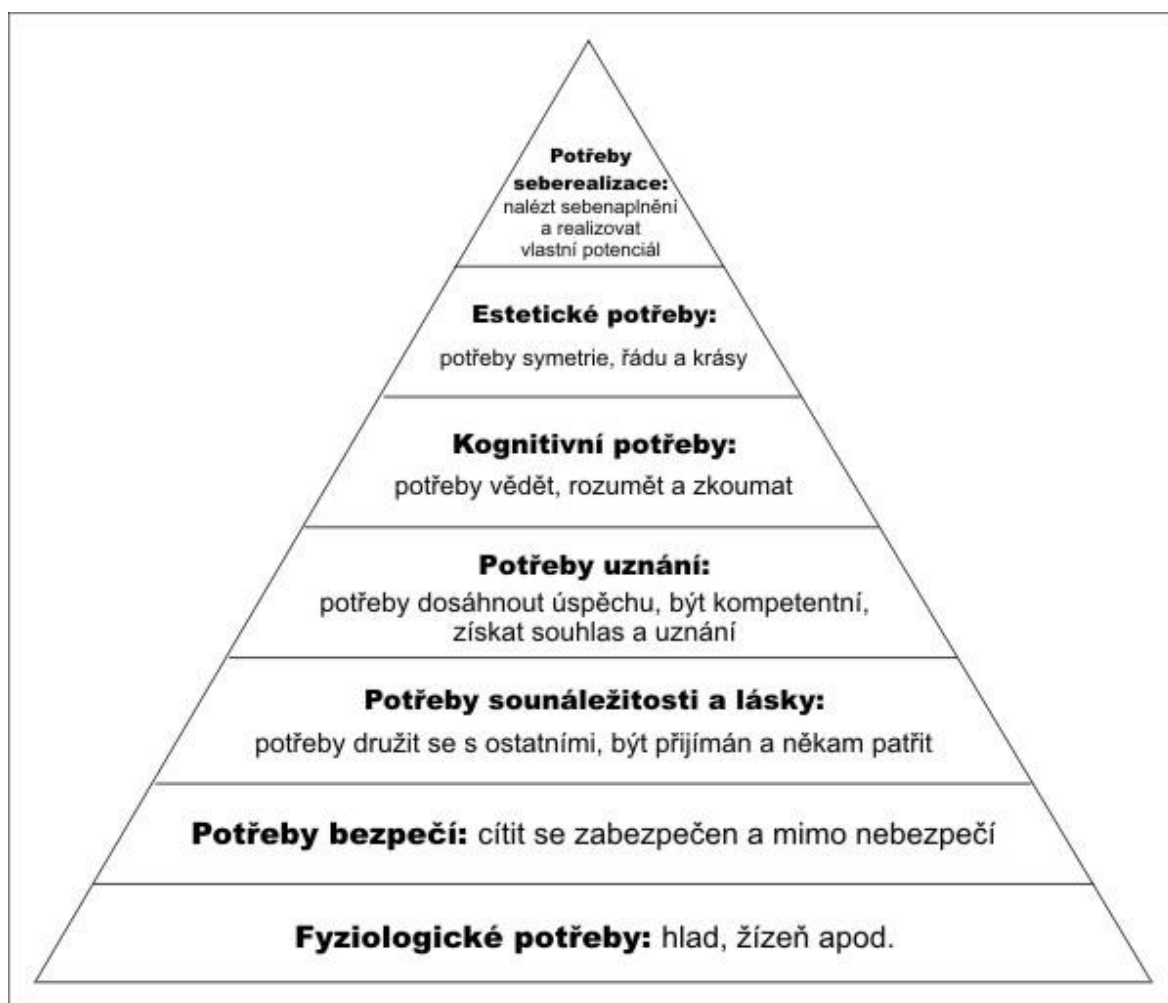 Potřeby
seberealizace:
nalézt sebenaplnění
a realizovat
vlastní potenciál
Estetické potřeby:
potřeby symetrie, řádu a krásy
Kognitivní potřeby:
potřeby vědět, rozumět a zkoumat
Potřeby uznání:
potřeby dosáhnout úspěchu, být kompetentní,
získat souhlas a uznání
Potřeby sounáležitosti a lásky:
potřeby družit se s ostatními, být přijímán a někam patřit
Potřeby bezpečí: cítit se zabezpečen a mimo nebezpečí
Fyziologické potřeby: hlad, žízeň apod.